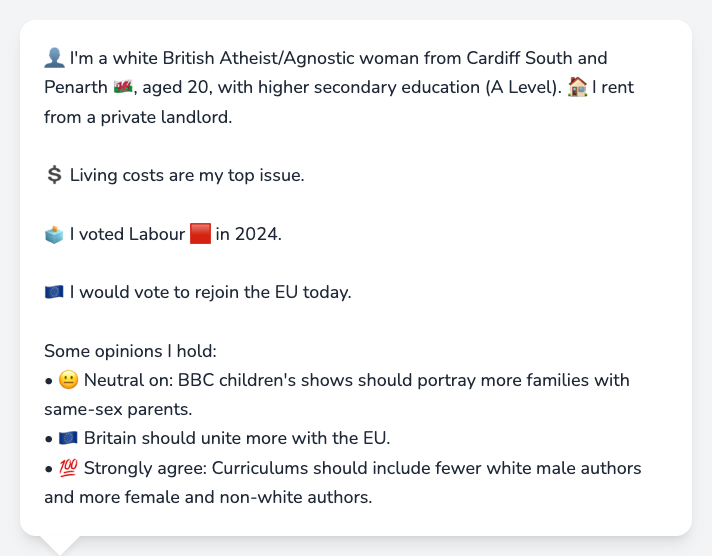 👤 I'm a white British Atheist/Agnostic woman from Cardiff South and
Penarth 🏴󠁧󠁢󠁷󠁬󠁳󠁿, aged 20, with higher secondary education (A Level). 🏠 I rent
from a private landlord.
💲 Living costs are my top issue.
🗳️ I voted Labour 🟥 in 2024.
🇪🇺 I would vote to rejoin the EU today.
Some opinions I hold:
• 😐 Neutral on: BBC children's shows should portray more families with
same-sex parents.
• 🇪🇺 Britain should unite more with the EU.
• 💯 Strongly agree: Curriculums should include fewer white male authors
and more female and non-white authors.